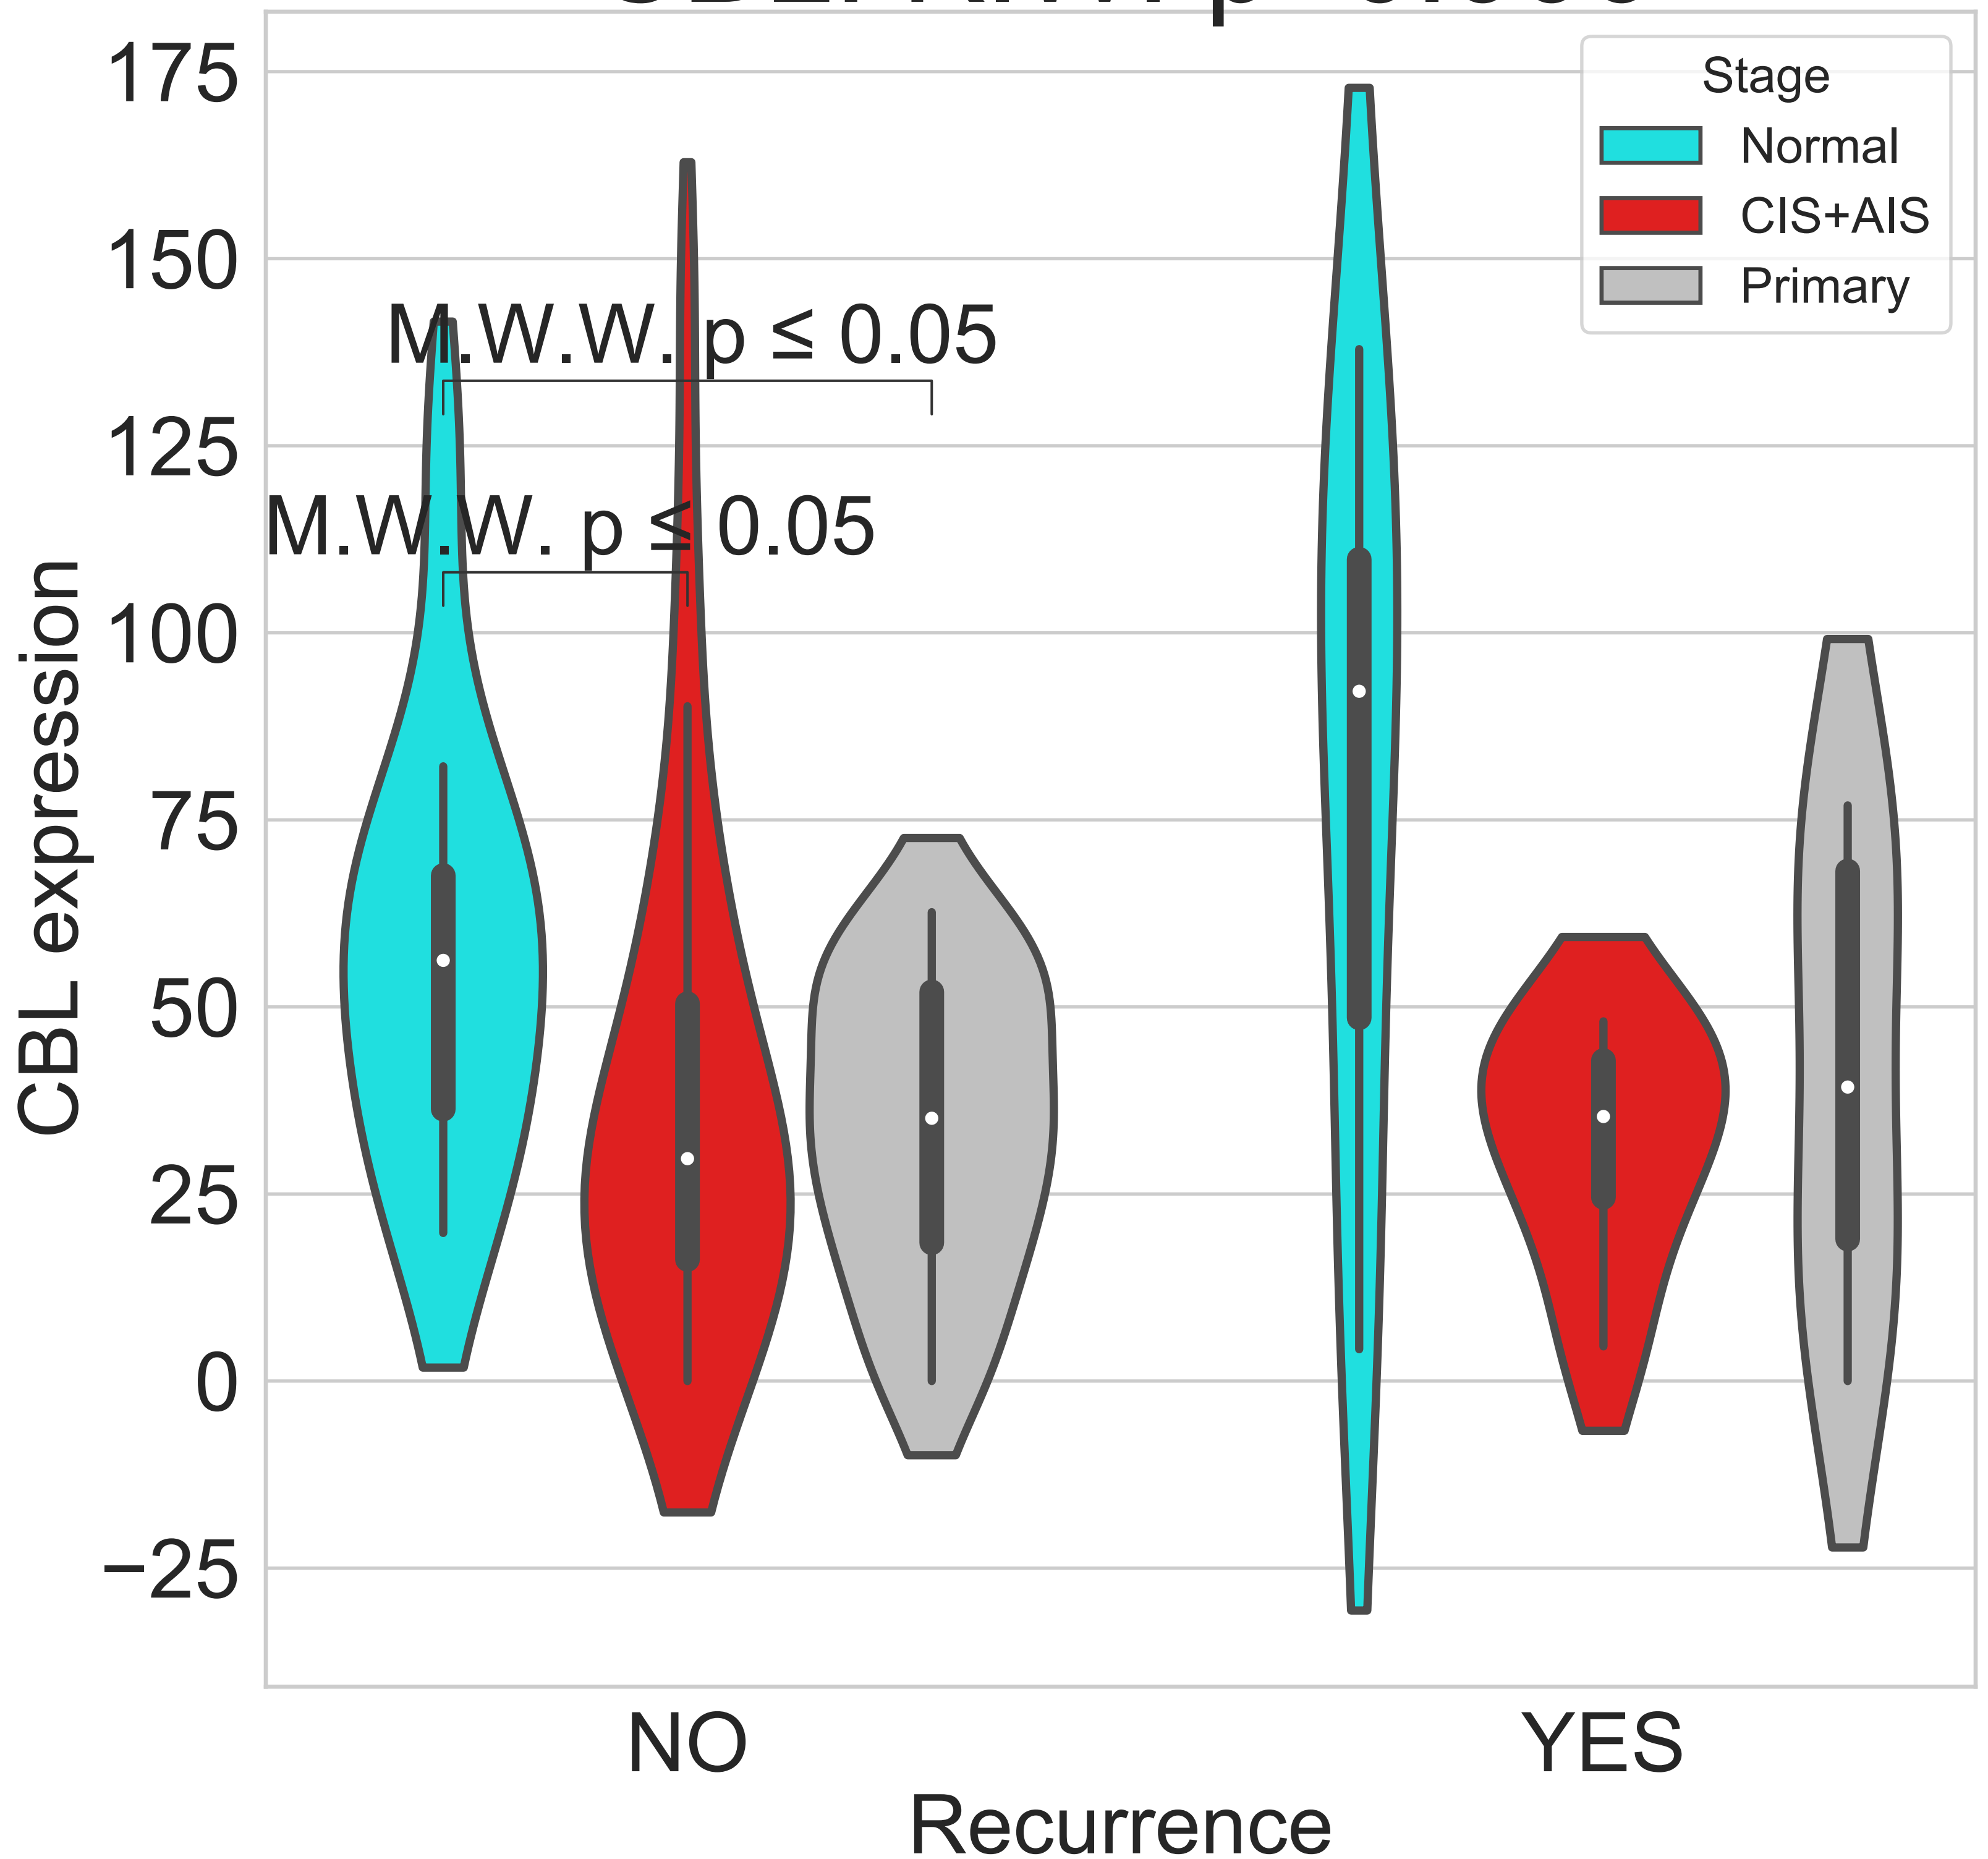 175
150
125
100
75
50
25
0
−25
CBL expression
Stage
Normal
CIS+AIS
Primary
M.W.W. p ≤ 0.05
M.W.W. p ≤ 0.05
NO
YES
Recurrence